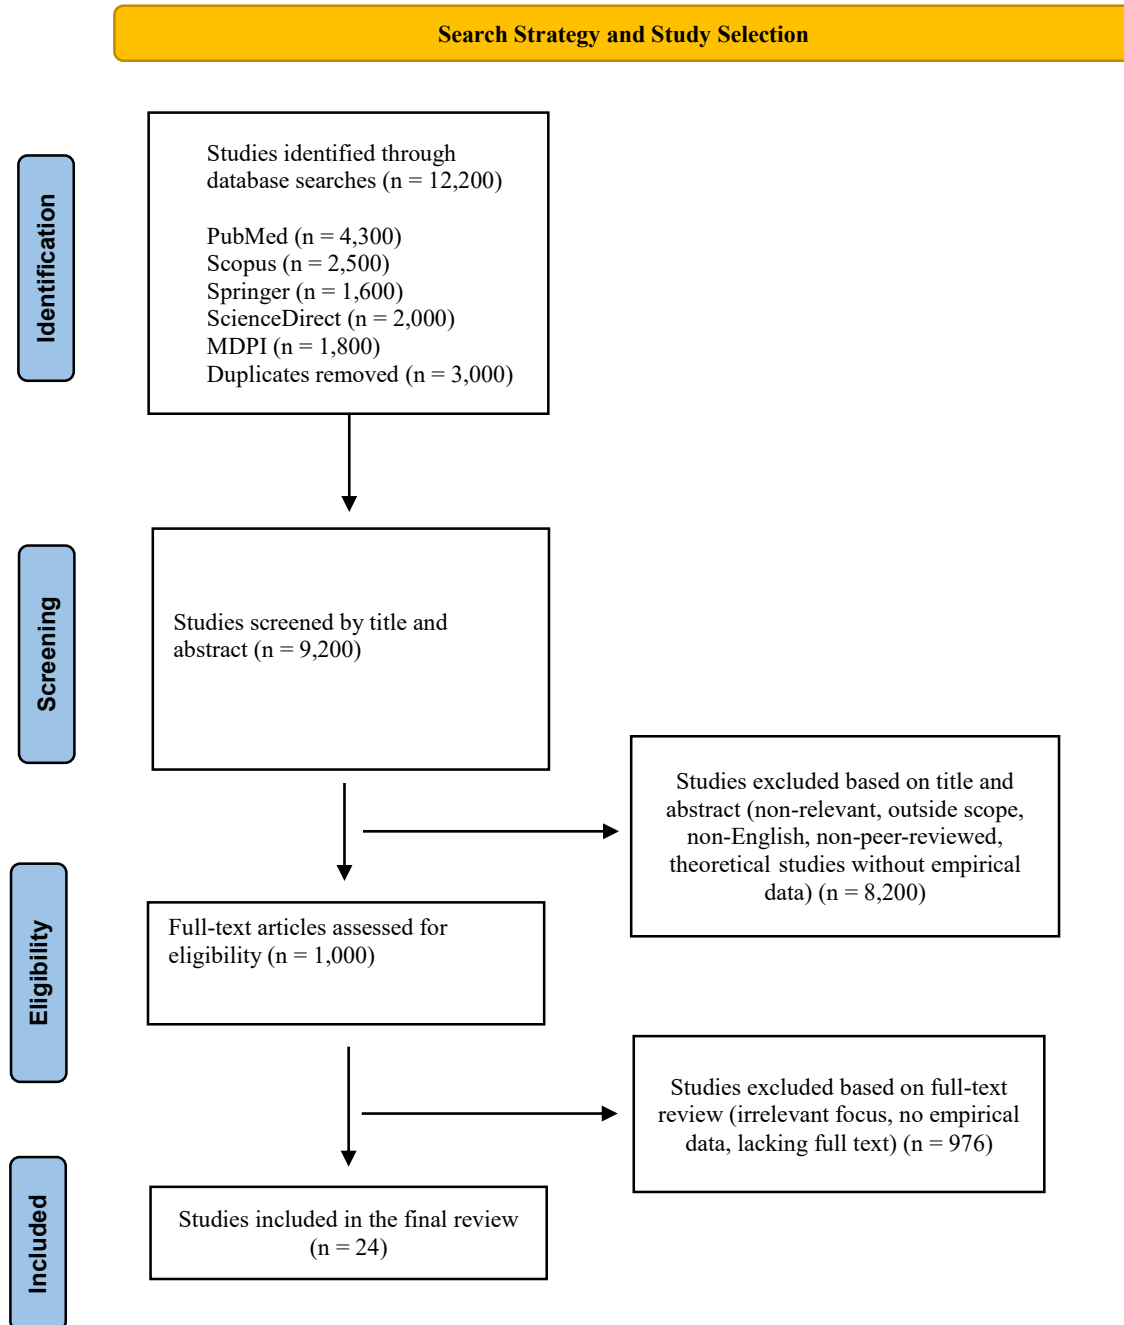 Search Strategy and Study Selection
Identification
Studies identified through
database searches (n = 12,200)
PubMed (n = 4,300)
Scopus (n = 2,500)
Springer (n = 1,600)
ScienceDirect (n = 2,000)
MDPI (n = 1,800)
Duplicates removed (n = 3,000)
Screening
Studies screened by title and
abstract (n = 9,200)
Studies excluded based on title and
abstract (non-relevant, outside scope,
non-English, non-peer-reviewed,
theoretical studies without empirical
data) (n = 8,200)
Eligibility
Full-text articles assessed for
eligibility (n = 1,000)
Studies excluded based on full-text
review (irrelevant focus, no empirical
data, lacking full text) (n = 976)
Included
Studies included in the final review
(n = 24)